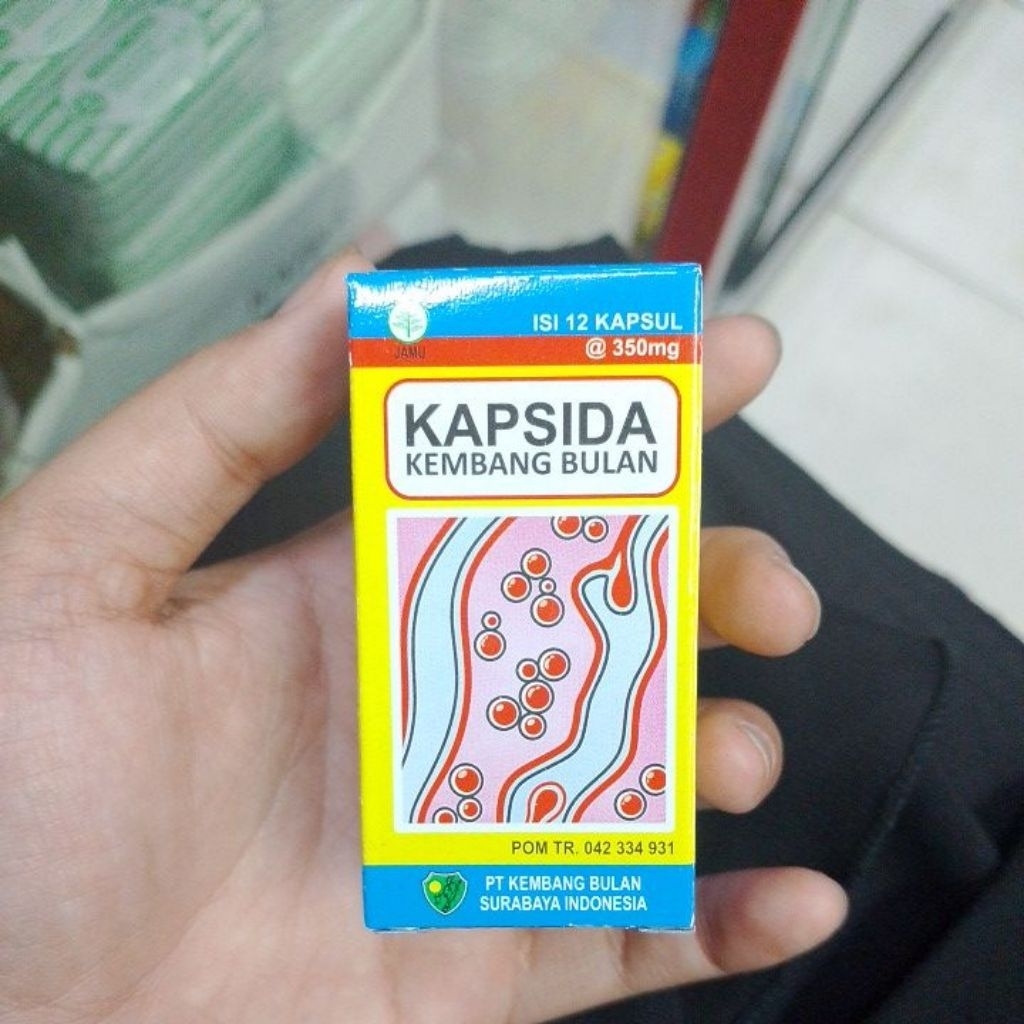 ISI 12 KAPSUL
@ 350mg
JAMU
KAPSIDA
KEMBANG BULAN
POM TR. 042 334 931
PT KEMBANG BULAN
SURABAYA INDONESIA